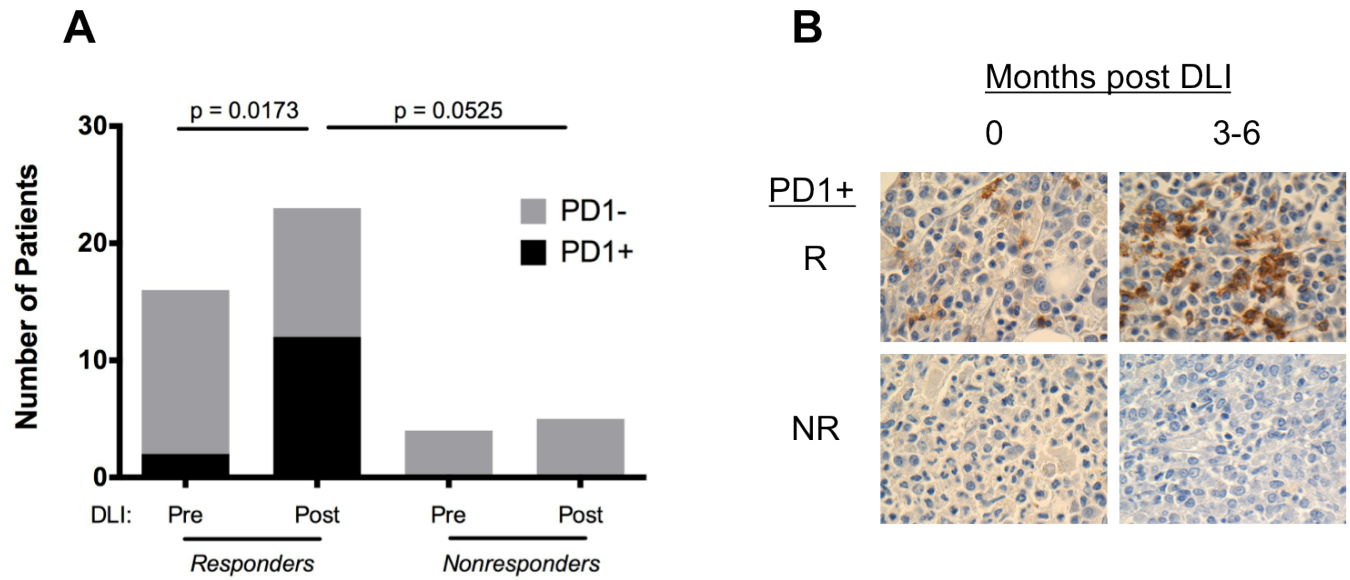 A
p = 0.0173
p = 0.0525
30
20
10
0
Number of Patients
PD1-
PD1+
DLI:
Pre
Post
Pre
Post
Responders
Nonresponders
B
Months post DLI
0
3-6
PD1+
R
NR